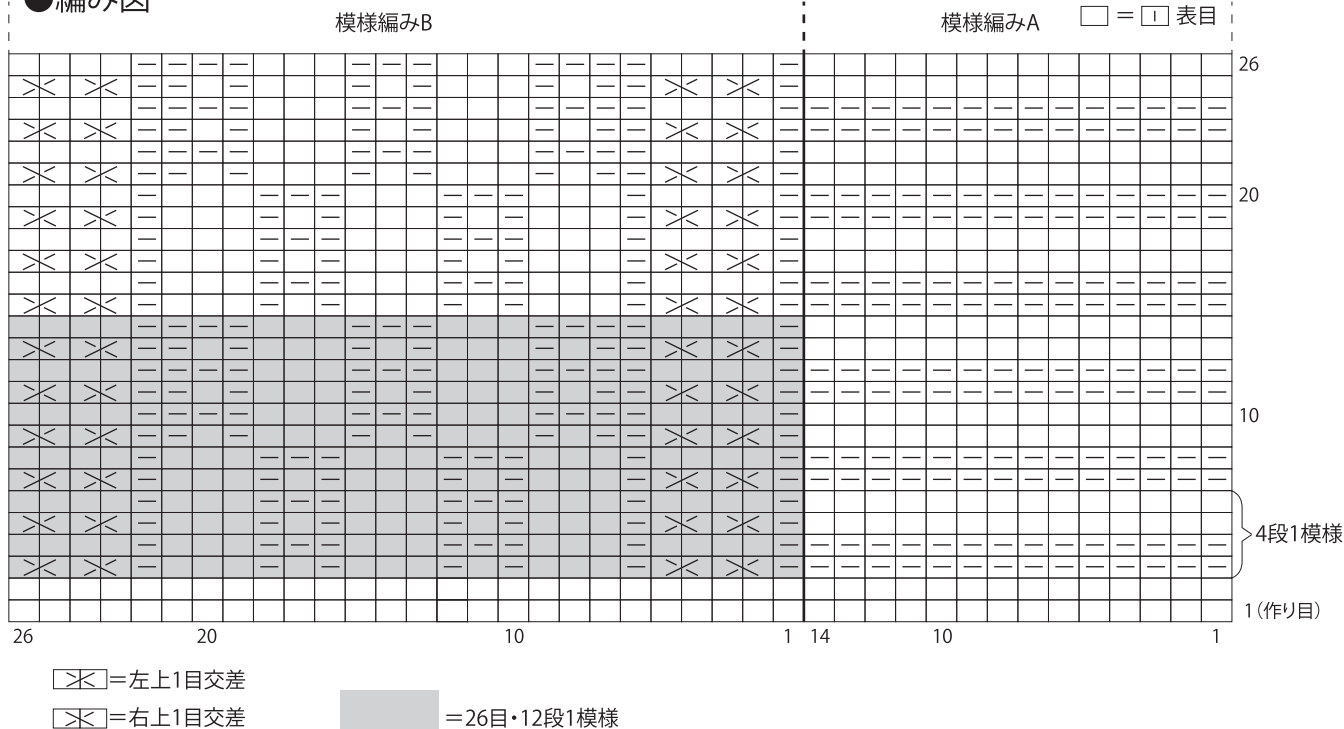 ●編み図
模様編みB
模様編みA
□ = ｜ 表目
26
20
10
4段1模様
1（作り目）
26 20 10 1 14 10 1
=左上1目交差
=右上1目交差
=26目・12段1模様